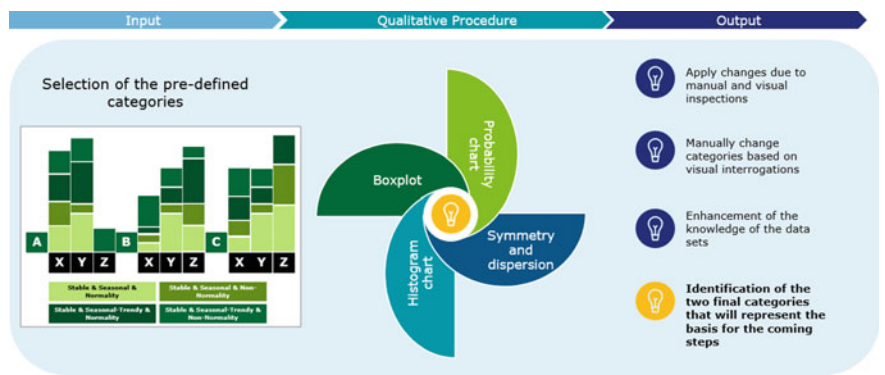 Input
Qualitative Procedure
Output
Selection of the pre-defined
categories
A
B
C
X Y Z
X Y Z
X Y Z
Stable & Seasonal &
Normality
Stable & Seasonal & Non-
Normality
Stable & Seasonal-Trendy &
Normality
Stable & Seasonal-Trendy &
Non-Normality
Boxplot
Probability
chart
Histogram
chart
Symmetry
and
dispersion
Apply changes due to
manual and visual
inspections
Manually change
categories based on
visual interrogations
Enhancement of the
knowledge of the data
sets
Identification of the
two final categories
that will represent the
basis for the coming
steps